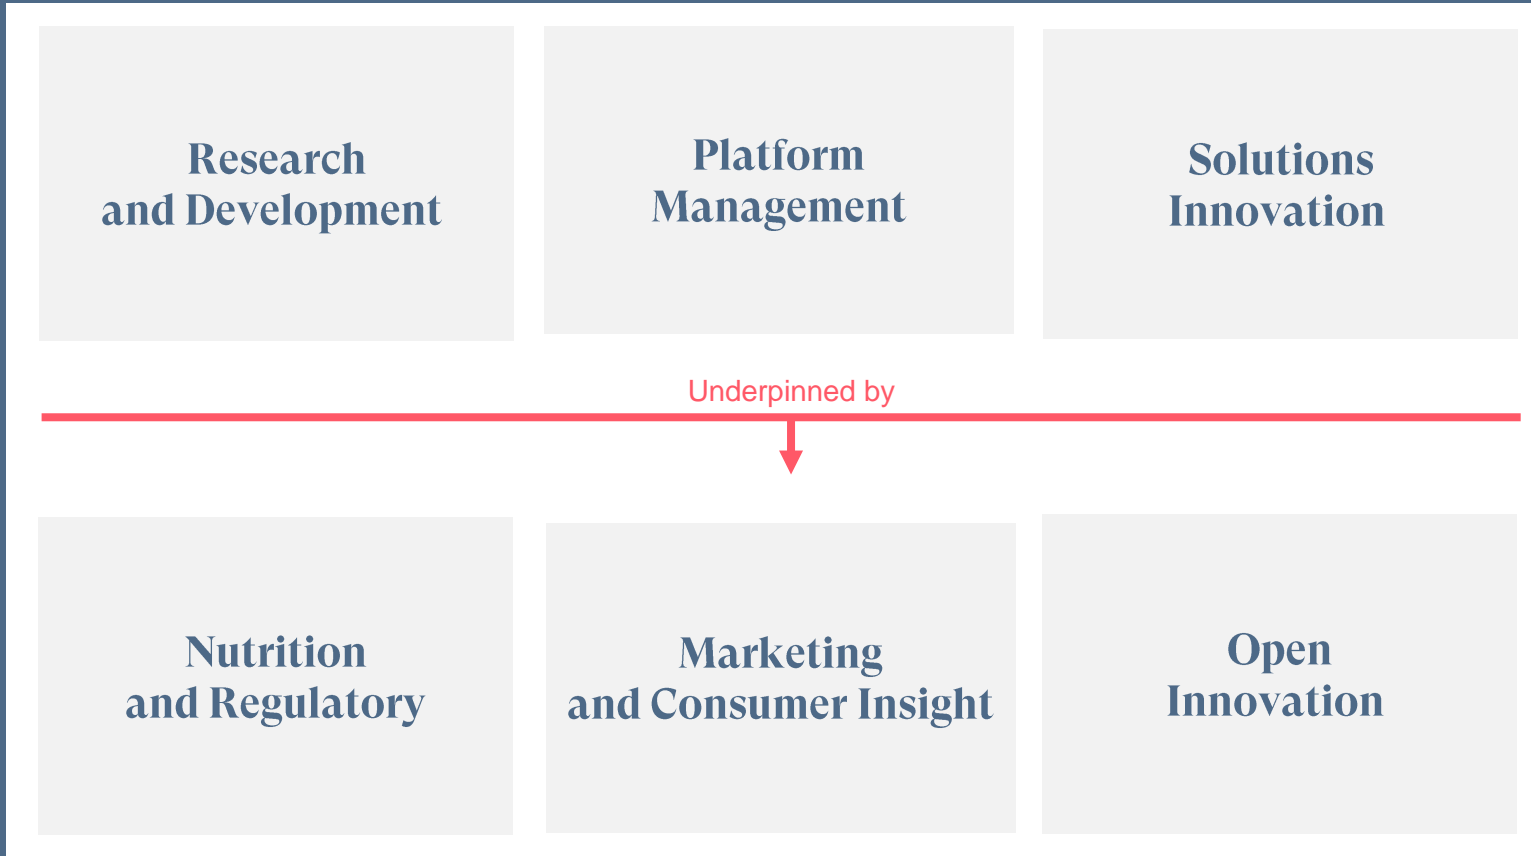 Research
and Development
Platform
Management
Solutions
Innovation
Underpinned by
Nutrition
and Regulatory
Marketing
and Consumer Insight
Open
Innovation